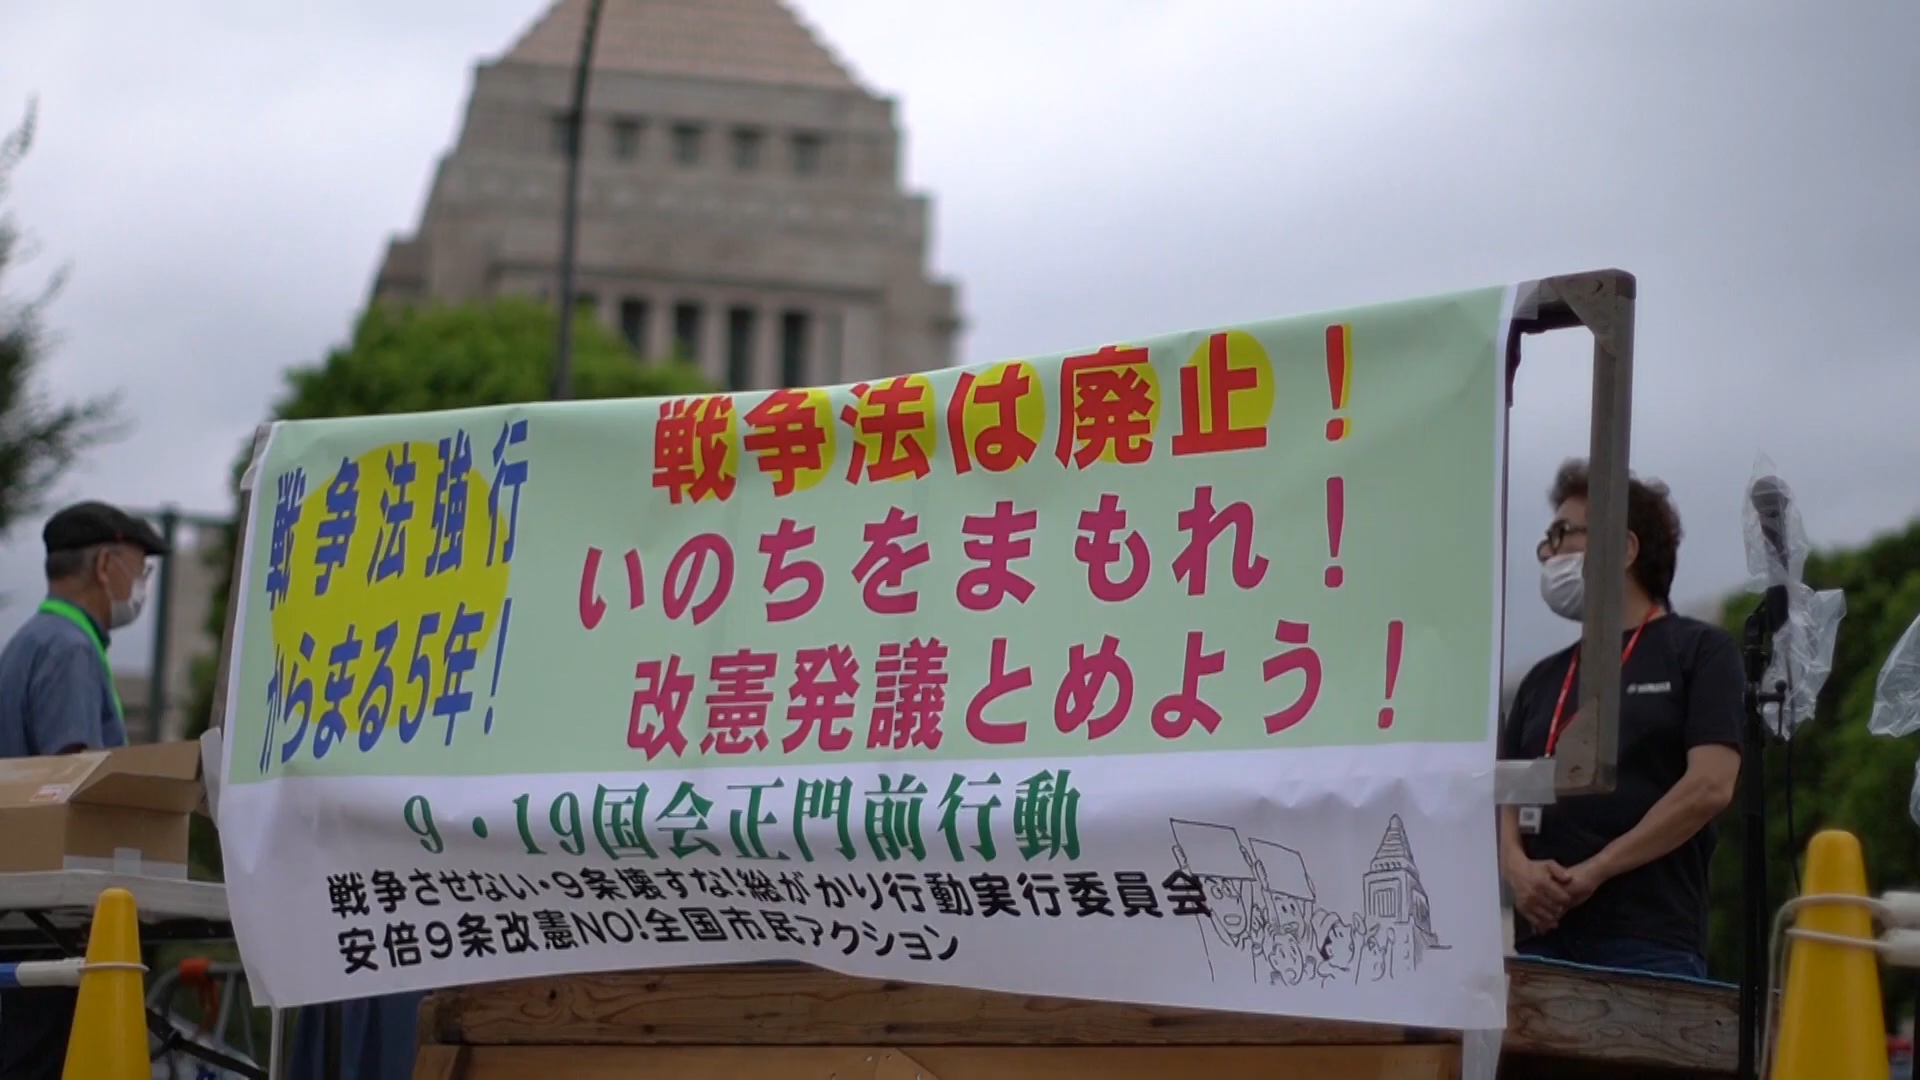 戦争法強行
からまる5年!
戦争法は廃止!
いのちをまもれ!
改憲発議とめよう!
9・19国会正門前行動
戦争させない・9条壊すな!総がかり行動実行委員会
安倍9条改憲NO!全国市民アクション